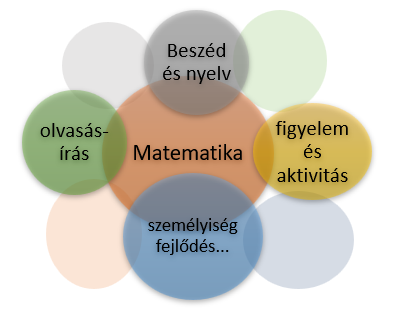 Beszéd
és nyelv
olvasás-
írás
Matematika
figyelem
és
aktivitás
személyiség
fejlődés...